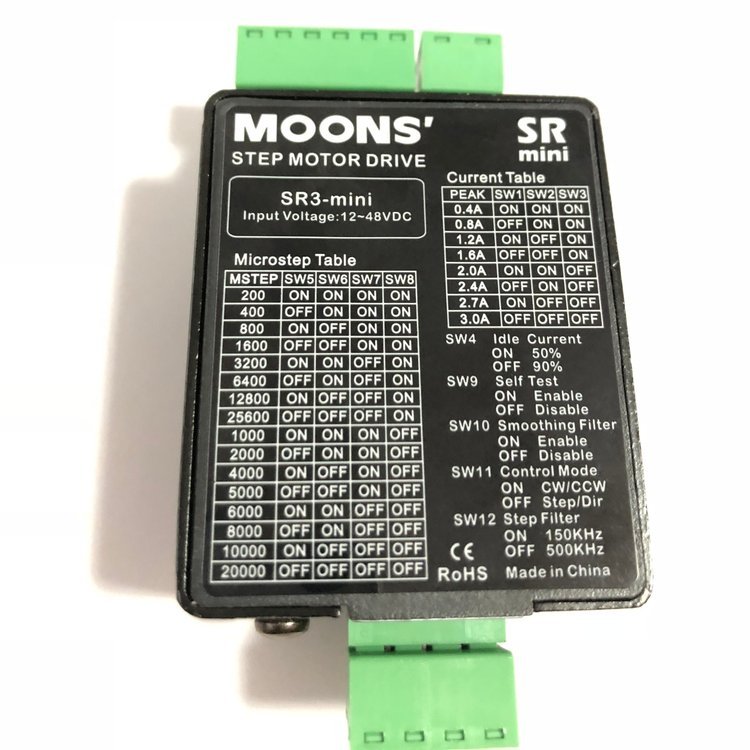 MOONS'
STEP MOTOR DRIVE
SR
mini
SR3-mini
Input Voltage:12~48VDC
Microstep Table
MSTEP SW5 SW6 SW7 SW8
200 ON ON ON ON
400 OFF ON ON ON
800 ON OFF ON ON
1600 OFF OFF ON ON
3200 ON ON OFF ON
6400 OFF ON OFF ON
12800 ON OFF OFF ON
25600 OFF OFF OFF ON
1000 ON ON ON OFF
2000 OFF ON ON OFF
4000 ON OFF ON OFF
5000 OFF OFF ON OFF
6000 ON ON OFF OFF
8000 OFF ON OFF OFF
10000 ON OFF OFF OFF
20000 OFF OFF OFF OFF
Current Table
PEAK SW1 SW2 SW3
0.4A ON ON ON
0.8A OFF ON ON
1.2A ON OFF ON
1.6A OFF OFF ON
2.0A ON ON OFF
2.4A OFF ON OFF
2.7A ON OFF OFF
3.0A OFF OFF OFF
SW4 Idle Current
ON 50%
OFF 90%
SW9 Self Test
ON Enable
OFF Disable
SW10 Smoothing Filter
ON Enable
OFF Disable
SW11 Control Mode
ON CW/CCW
OFF Step/Dir
SW12 Step Filter
ON 150KHz
OFF 500KHz
CE
RoHS Made in China